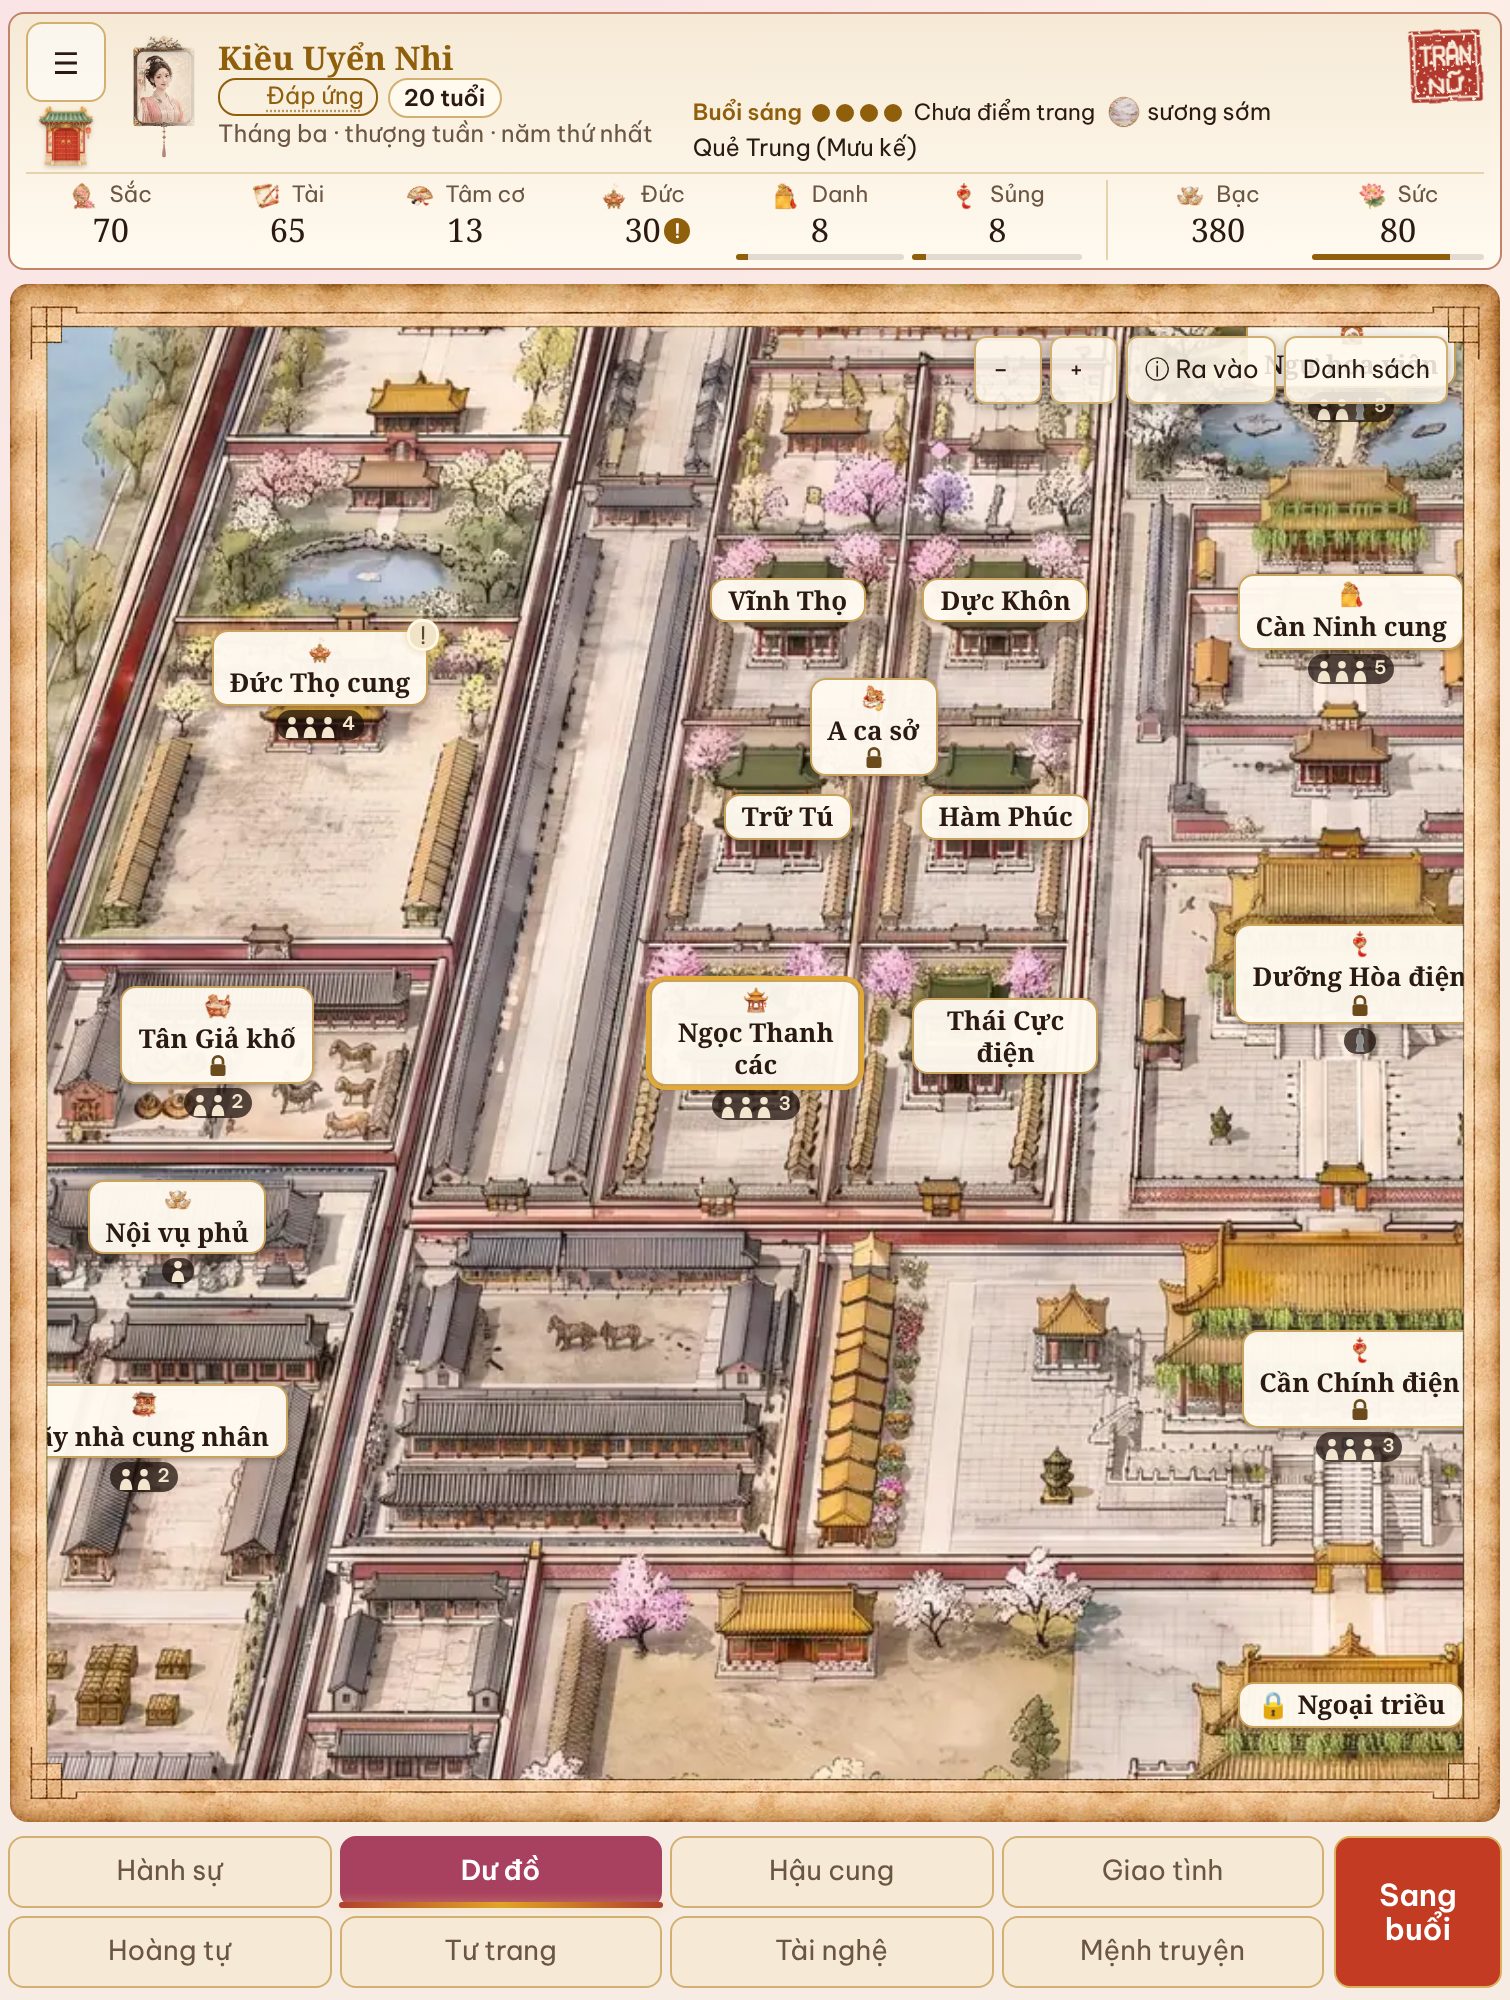 ☰
Kiều Uyển Nhi
TRÂN
NỮ
Đáp ứng
20 tuổi
Tháng ba · thượng tuần · năm thứ nhất
Buổi sáng
Chưa điểm trang
sương sớm
Quẻ Trung (Mưu kế)
Sắc
Tài
Tâm cơ
Đức
Danh
Sủng
Bạc
Sức
70
65
13
30 !
8
8
380
80
−
+
ⓘ Ra vào
Danh sách
5
Vĩnh Thọ
Dực Khôn
Càn Ninh cung
5
!
Đức Thọ cung
4
A ca sở
Trữ Tú
Hàm Phúc
Dưỡng Hòa điện
Tân Giả khố
2
Ngọc Thanh
các
3
Thái Cực
điện
Nội vụ phủ
Cần Chính điện
3
nhà cung nhân
2
Ngoại triều
Hành sự
Dư đồ
Hậu cung
Giao tình
Sang
buổi
Hoàng tự
Tư trang
Tài nghệ
Mệnh truyện